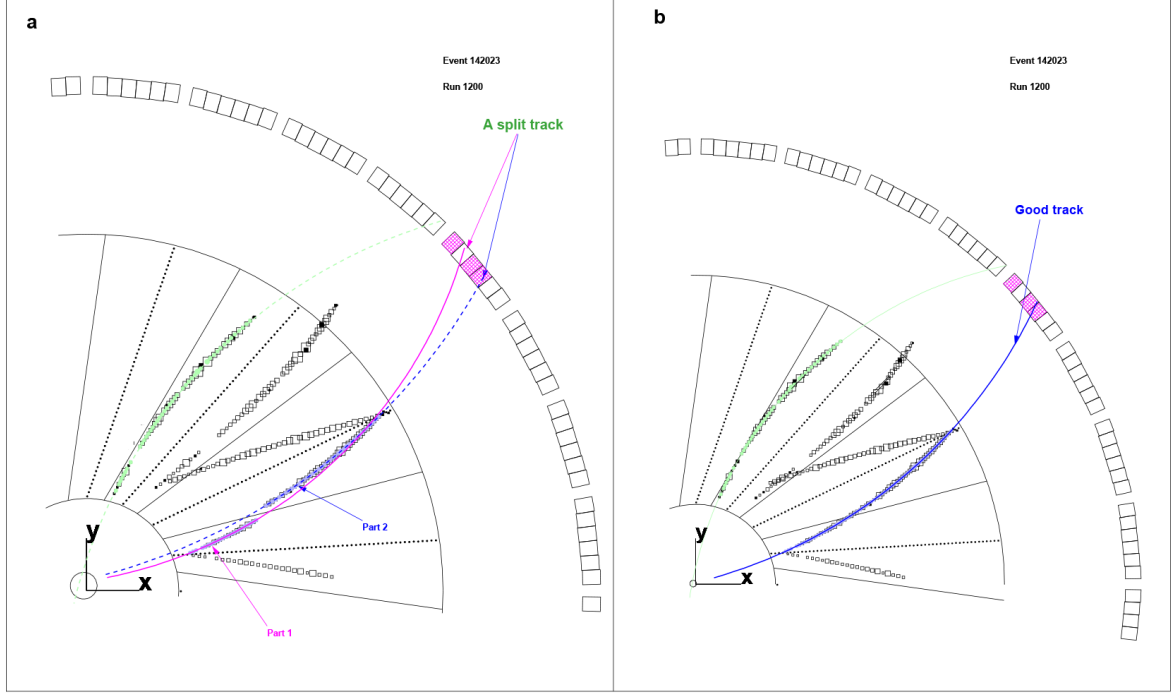 a
Event 142023
Run 1200
A split track
Part 2
Part 1
y
x
b
Event 142023
Run 1200
Good track
y
x